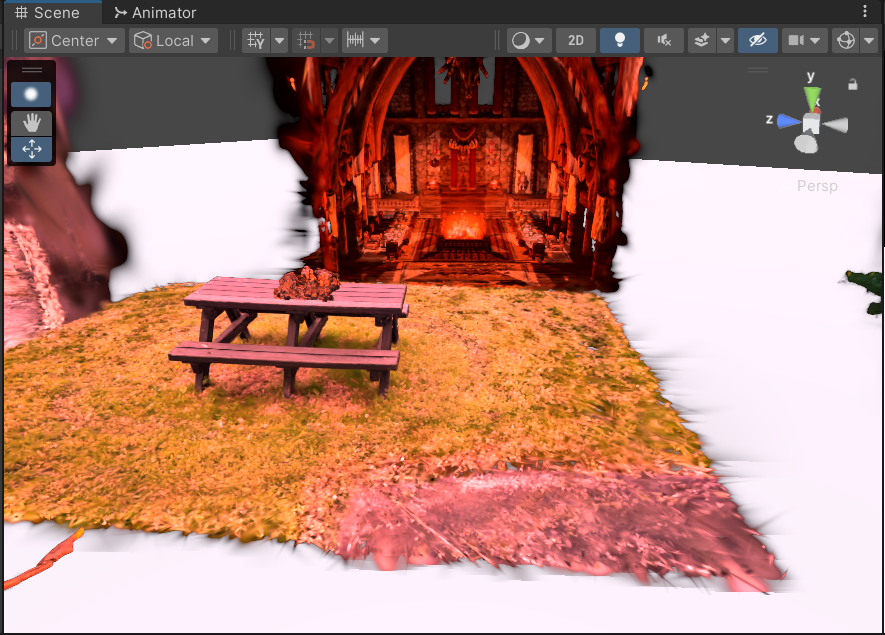 Scene Animator
Center Local Y 2D
y
x
z
Persp